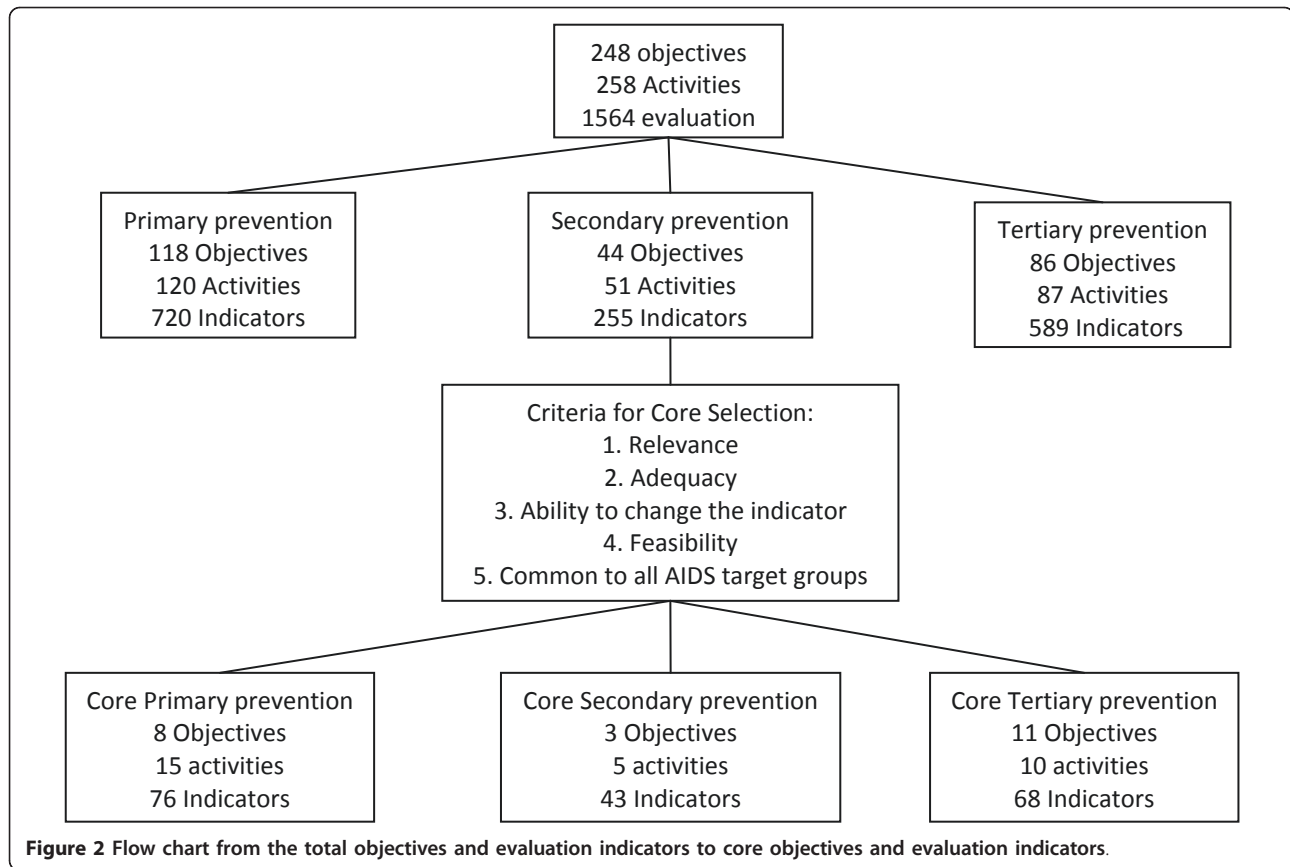 248 objectives
258 Activities
1564 evaluation
Primary prevention
118 Objectives
120 Activities
720 Indicators
Secondary prevention
44 Objectives
51 Activities
255 Indicators
Tertiary prevention
86 Objectives
87 Activities
589 Indicators
Criteria for Core Selection:
1. Relevance
2. Adequacy
3. Ability to change the indicator
4. Feasibility
5. Common to all AIDS target groups
Core Primary prevention
8 Objectives
15 activities
76 Indicators
Core Secondary prevention
3 Objectives
5 activities
43 Indicators
Core Tertiary prevention
11 Objectives
10 activities
68 Indicators
Figure 2 Flow chart from the total objectives and evaluation indicators to core objectives and evaluation indicators.